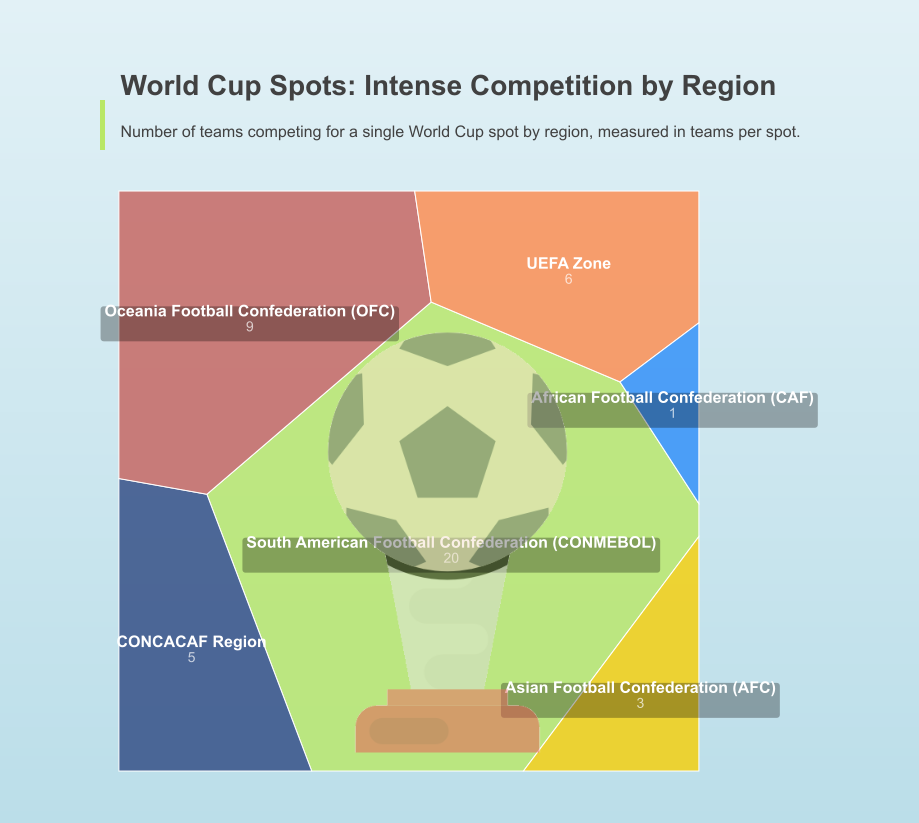 World Cup Spots: Intense Competition by Region
Number of teams competing for a single World Cup spot by region, measured in teams per spot.
UEFA Zone
6
Oceania Football Confederation (OFC)
9
African Football Confederation (CAF)
1
South American Football Confederation (CONMEBOL)
20
CONCACAF Region
5
Asian Football Confederation (AFC)
3